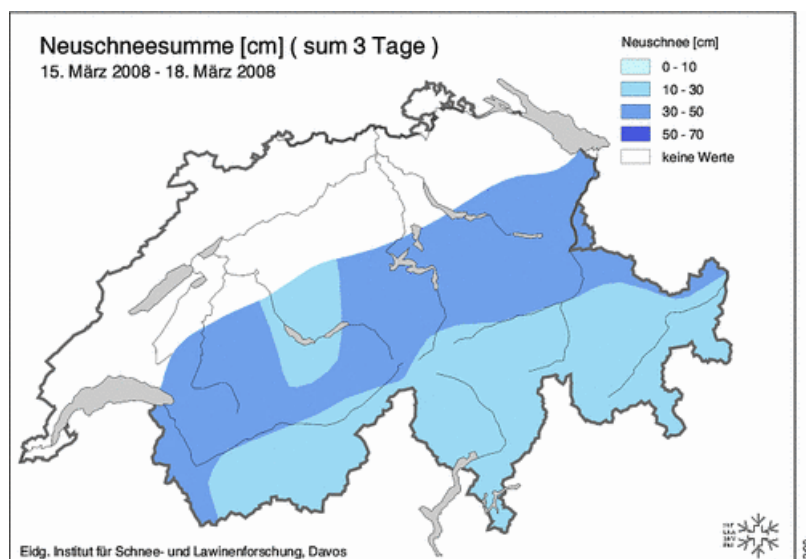 Neuschneesumme [cm] ( sum 3 Tage )
15. März 2008 - 18. März 2008
Neuschnee [cm]
0 - 10
10 - 30
30 - 50
50 - 70
keine Werte
Eidg. Institut für Schnee- und Lawinenforschung, Davos